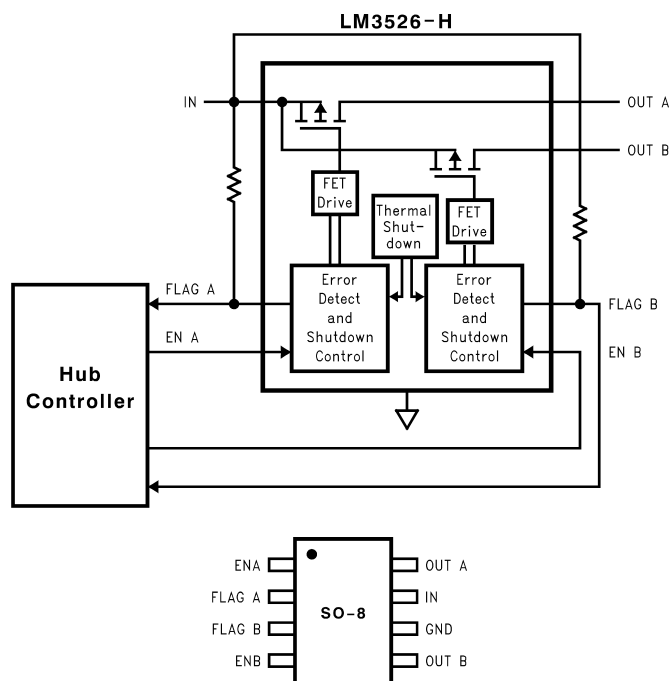 LM3526-H
IN
OUT A
OUT B
FET
Drive
Thermal
Shut-
down
FET
Drive
FLAG A
Error
Detect
and
Shutdown
Control
Error
Detect
and
Shutdown
Control
FLAG B
EN A
EN B
Hub
Controller
ENA
FLAG A
FLAG B
ENB
SO-8
OUT A
IN
GND
OUT B